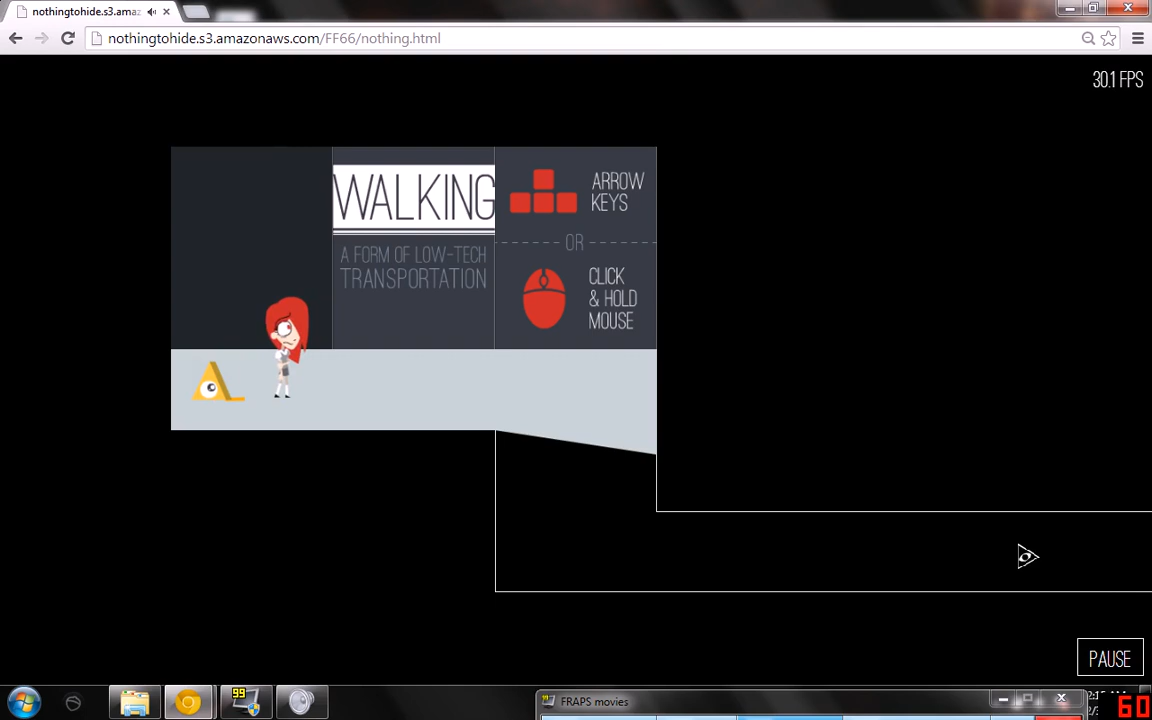 nothingtohide.s3.amaz
nothingtohide.s3.amazonaws.com/FF66/nothing.html
30.1 FPS
WALKING
A FORM OF LOW-TECH
TRANSPORTATION
ARROW
KEYS
OR
CLICK
& HOLD
MOUSE
PAUSE
99
FRAPS movies
60